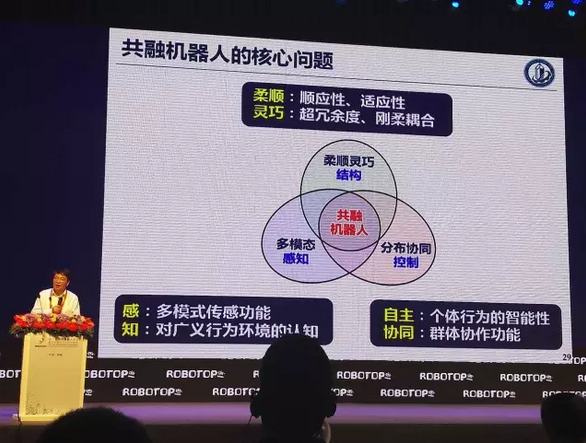 共融机器人的核心问题
柔顺：顺应性、适应性
灵巧：超冗余度、刚柔耦合
柔顺灵巧
结构
共融
机器人
多模态
感知
分布协同
控制
感：多模式传感功能
知：对广义行为环境的认知
自主：个体行为的智能性
协同：群体协作功能
29
ROBOTOP ROBOTOP ROBOTOP ROBOTOP
ROBOTOP ROBOTOP ROBOTOP